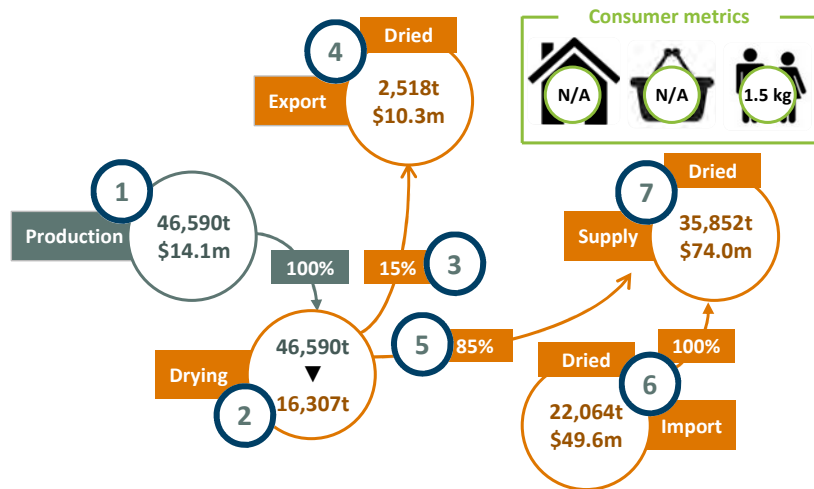 Consumer metrics
N/A
N/A
1.5 kg
4
Dried
Export
2,518t
$10.3m
1
Production
46,590t
$14.1m
100%
15%
3
7
Dried
Supply
35,852t
$74.0m
Drying
2
46,590t
▼
16,307t
5
85%
Dried
100%
6
22,064t
$49.6m
Import